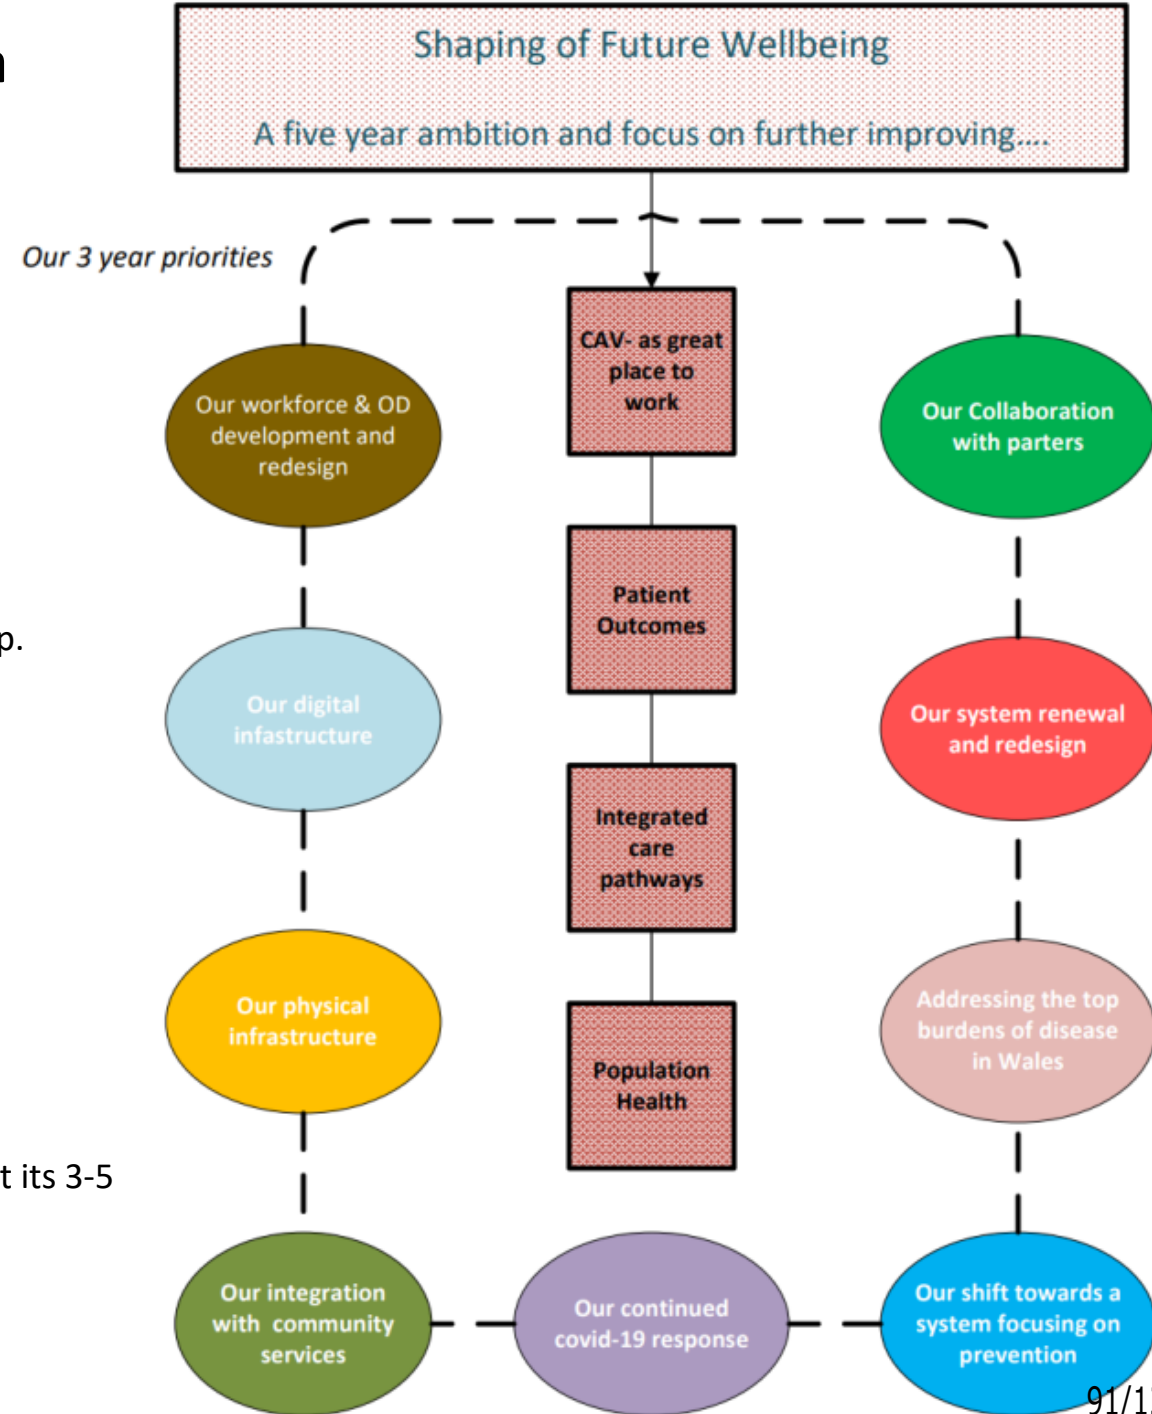 Shaping of Future Wellbeing
A five year ambition and focus on further improving....
Our 3 year priorities
CAV- as great
place to
work
Our workforce & OD
development and
redesign
Our Collaboration
with parters
Patient
Outcomes
p.
Our digital
infastructure
Our system renewal
and redesign
Integrated
care
pathways
Our physical
infrastructure
Addressing the top
burdens of disease
in Wales
Population
Health
t its 3-5
Our integration
with community
services
Our continued
covid-19 response
Our shift towards a
system focusing on
prevention